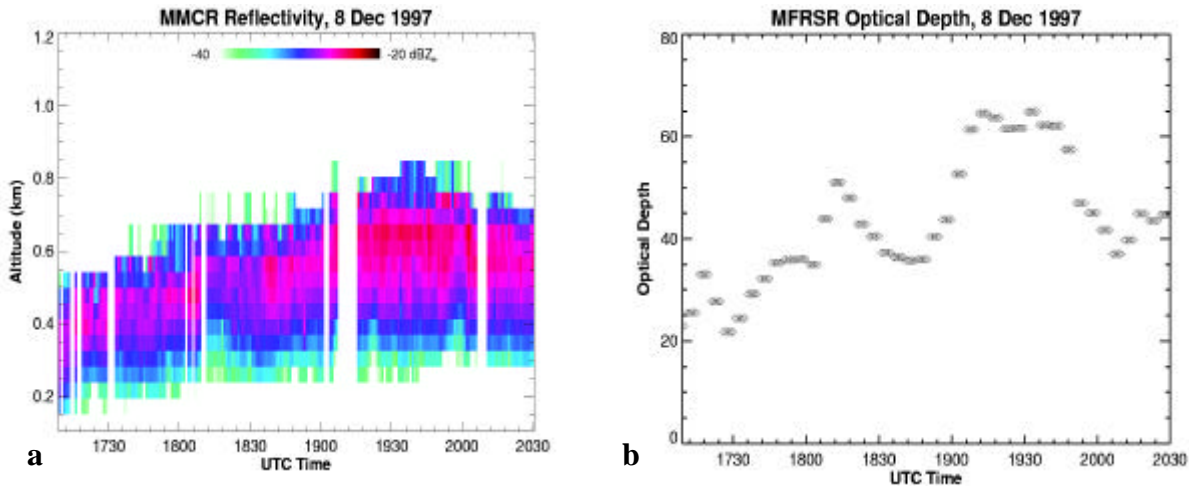 MMCR Reflectivity, 8 Dec 1997
1.2
1.0
0.8
0.6
0.4
0.2
Altitude (km)
-40
-20 dBZe
1730
1800
1830
1900
1930
2000
2030
UTC Time
a
MFRSR Optical Depth, 8 Dec 1997
80
60
40
20
0
Optical Depth
1730
1800
1830
1900
1930
2000
2030
UTC Time
b